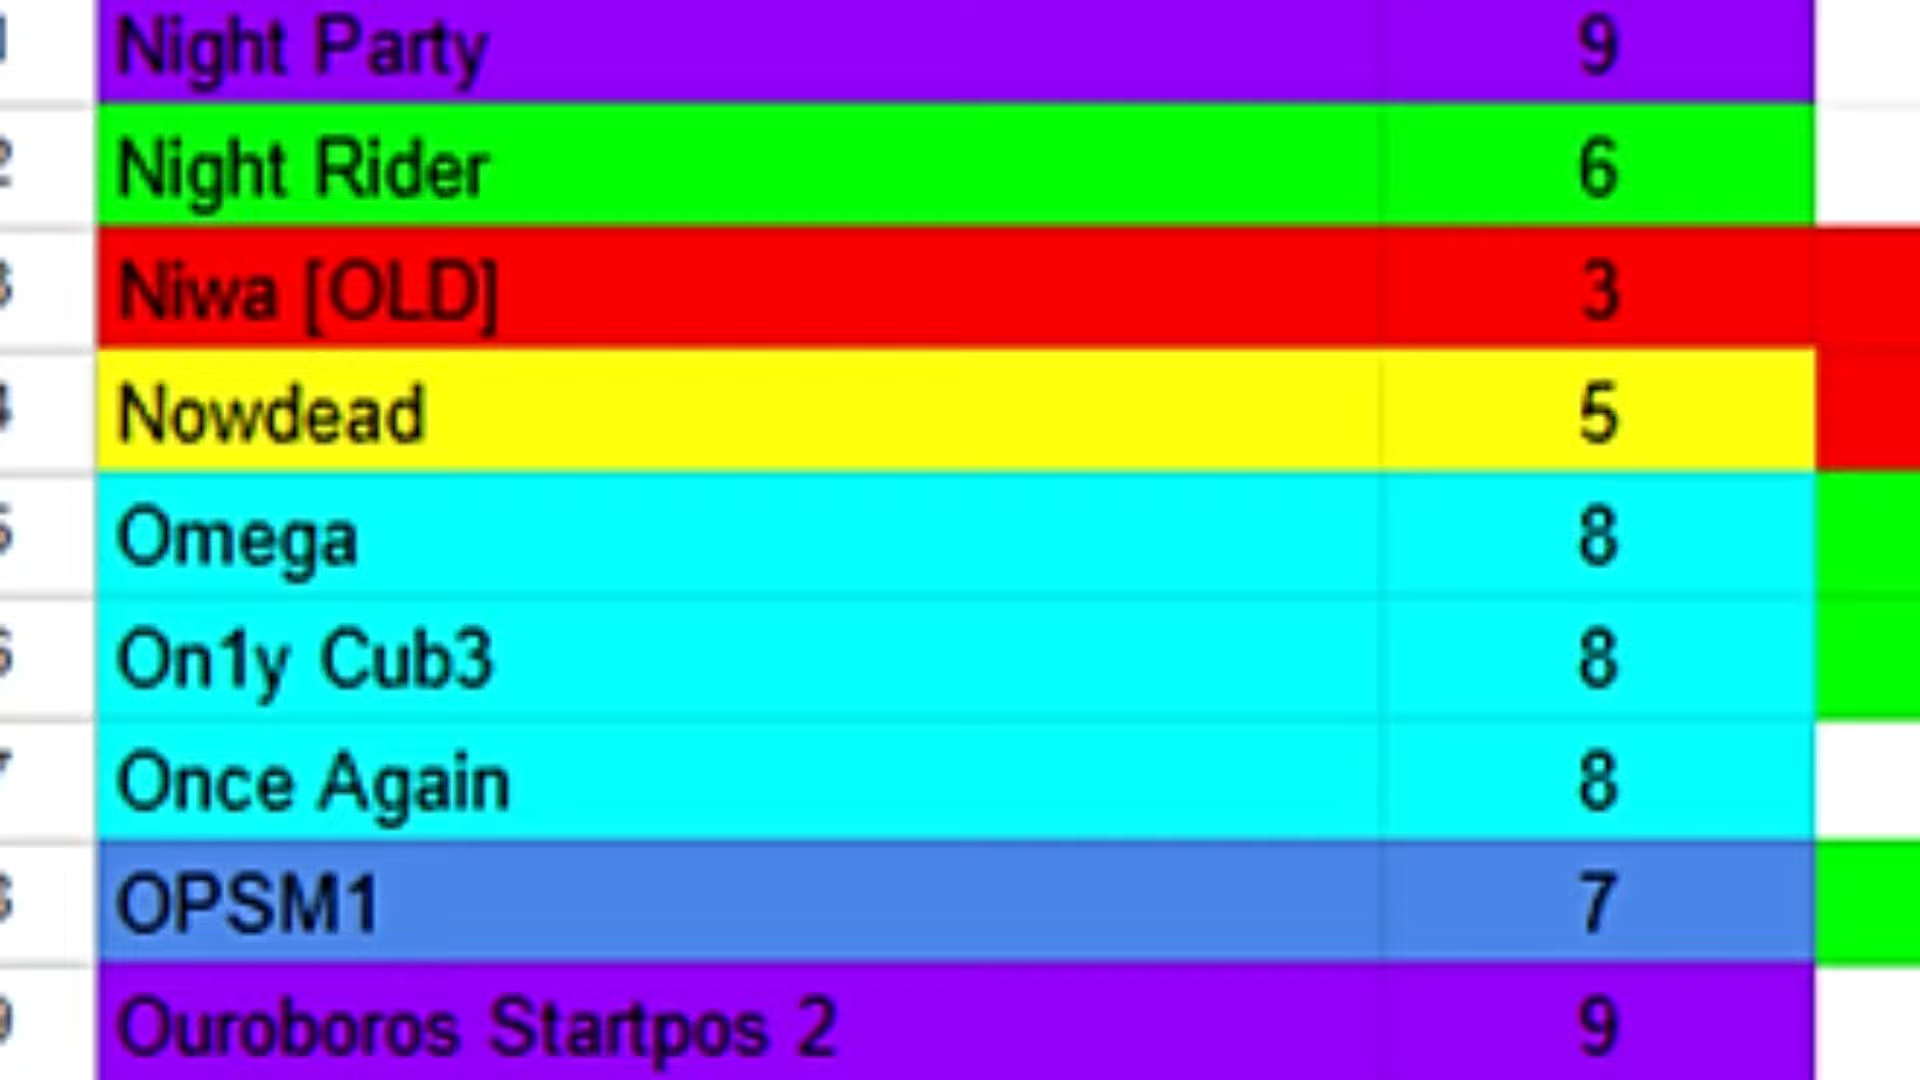 Night Party 9
Night Rider 6
Niwa [OLD] 3
Nowdead 5
Omega 8
On1y Cub3 8
Once Again 8
OPSM1 7
Ouroboros Startpos 2 9